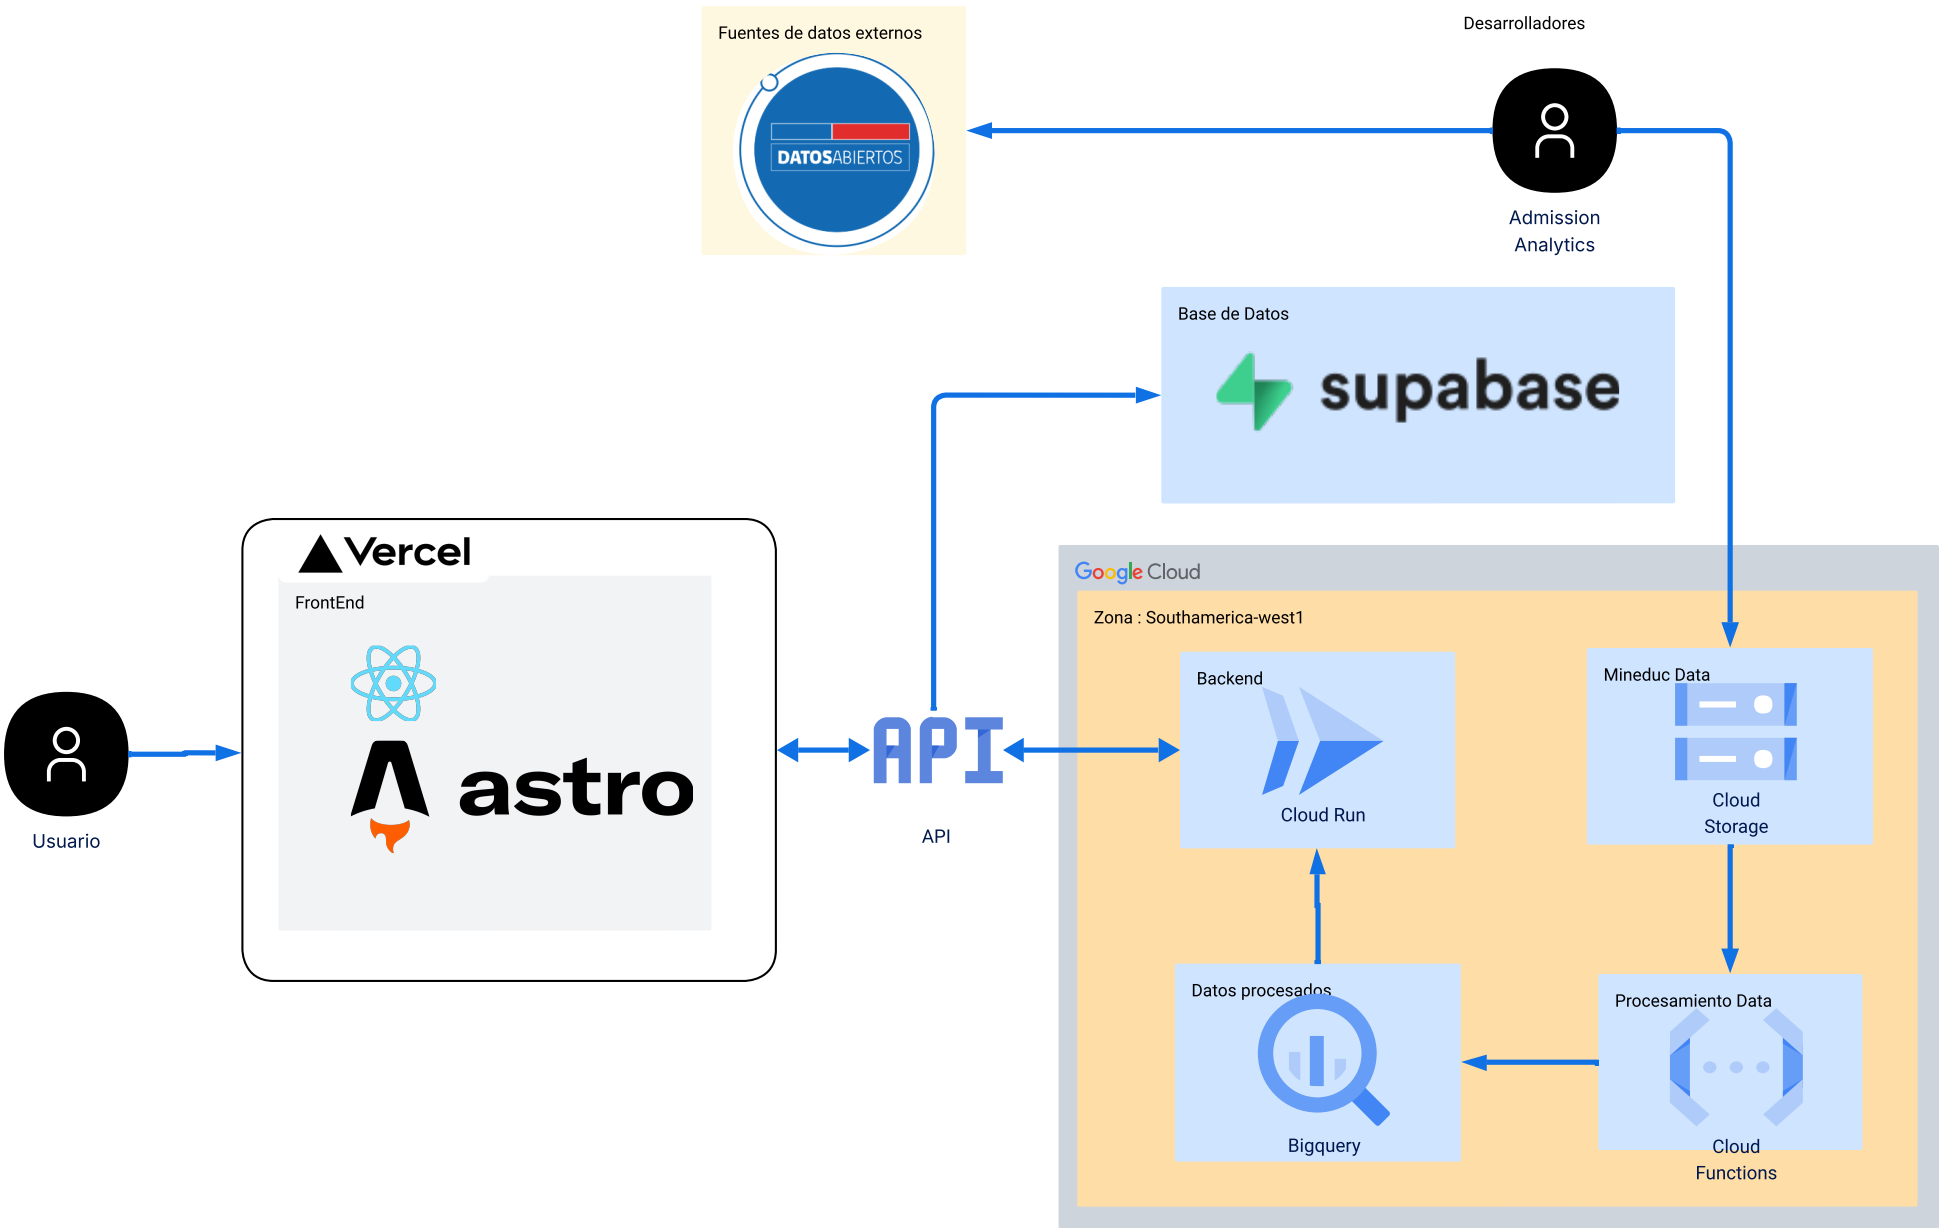 Fuentes de datos externos
DATOSABIERTOS
Desarrolladores
Admission
Analytics
Base de Datos
supabase
Vercel
FrontEnd
astro
Usuario
API
API
Google Cloud
Zona : Southamerica-west1
Backend
Cloud Run
Mineduc Data
Cloud
Storage
Datos procesados
Bigquery
Procesamiento Data
Cloud
Functions